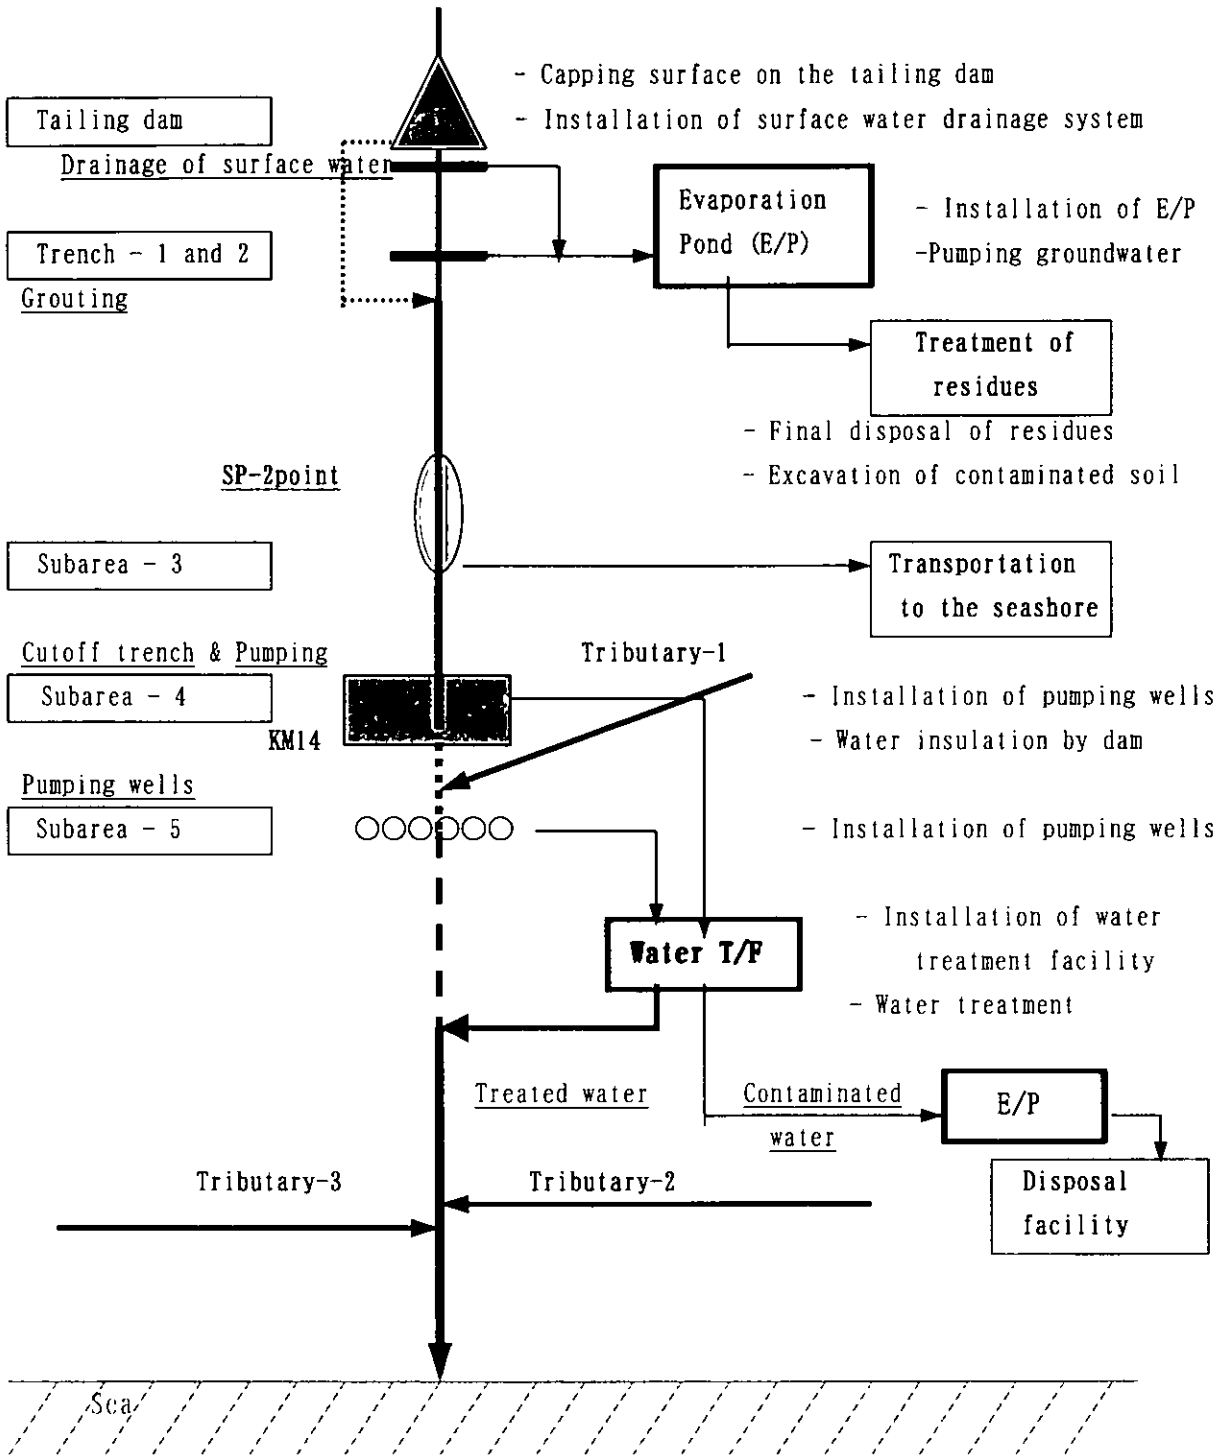 - Capping surface on the tailing dam
Tailing dam
- Installation of surface water drainage system
Drainage of surface water
Evaporation
Pond (E/P)
- Installation of E/P
-Pumping groundwater
Trench - 1 and 2
Grouting
Treatment of
residues
- Final disposal of residues
- Excavation of contaminated soil
SP-2point
Subarea - 3
Transportation
to the seashore
Cutoff trench & Pumping
Tributary-1
Subarea - 4
- Installation of pumping wells
KM14
- Water insulation by dam
Pumping wells
Subarea - 5
- Installation of pumping wells
Water T/F
- Installation of water
treatment facility
- Water treatment
Treated water
Contaminated
water
E/P
Tributary-3
Tributary-2
Disposal
facility
Sea